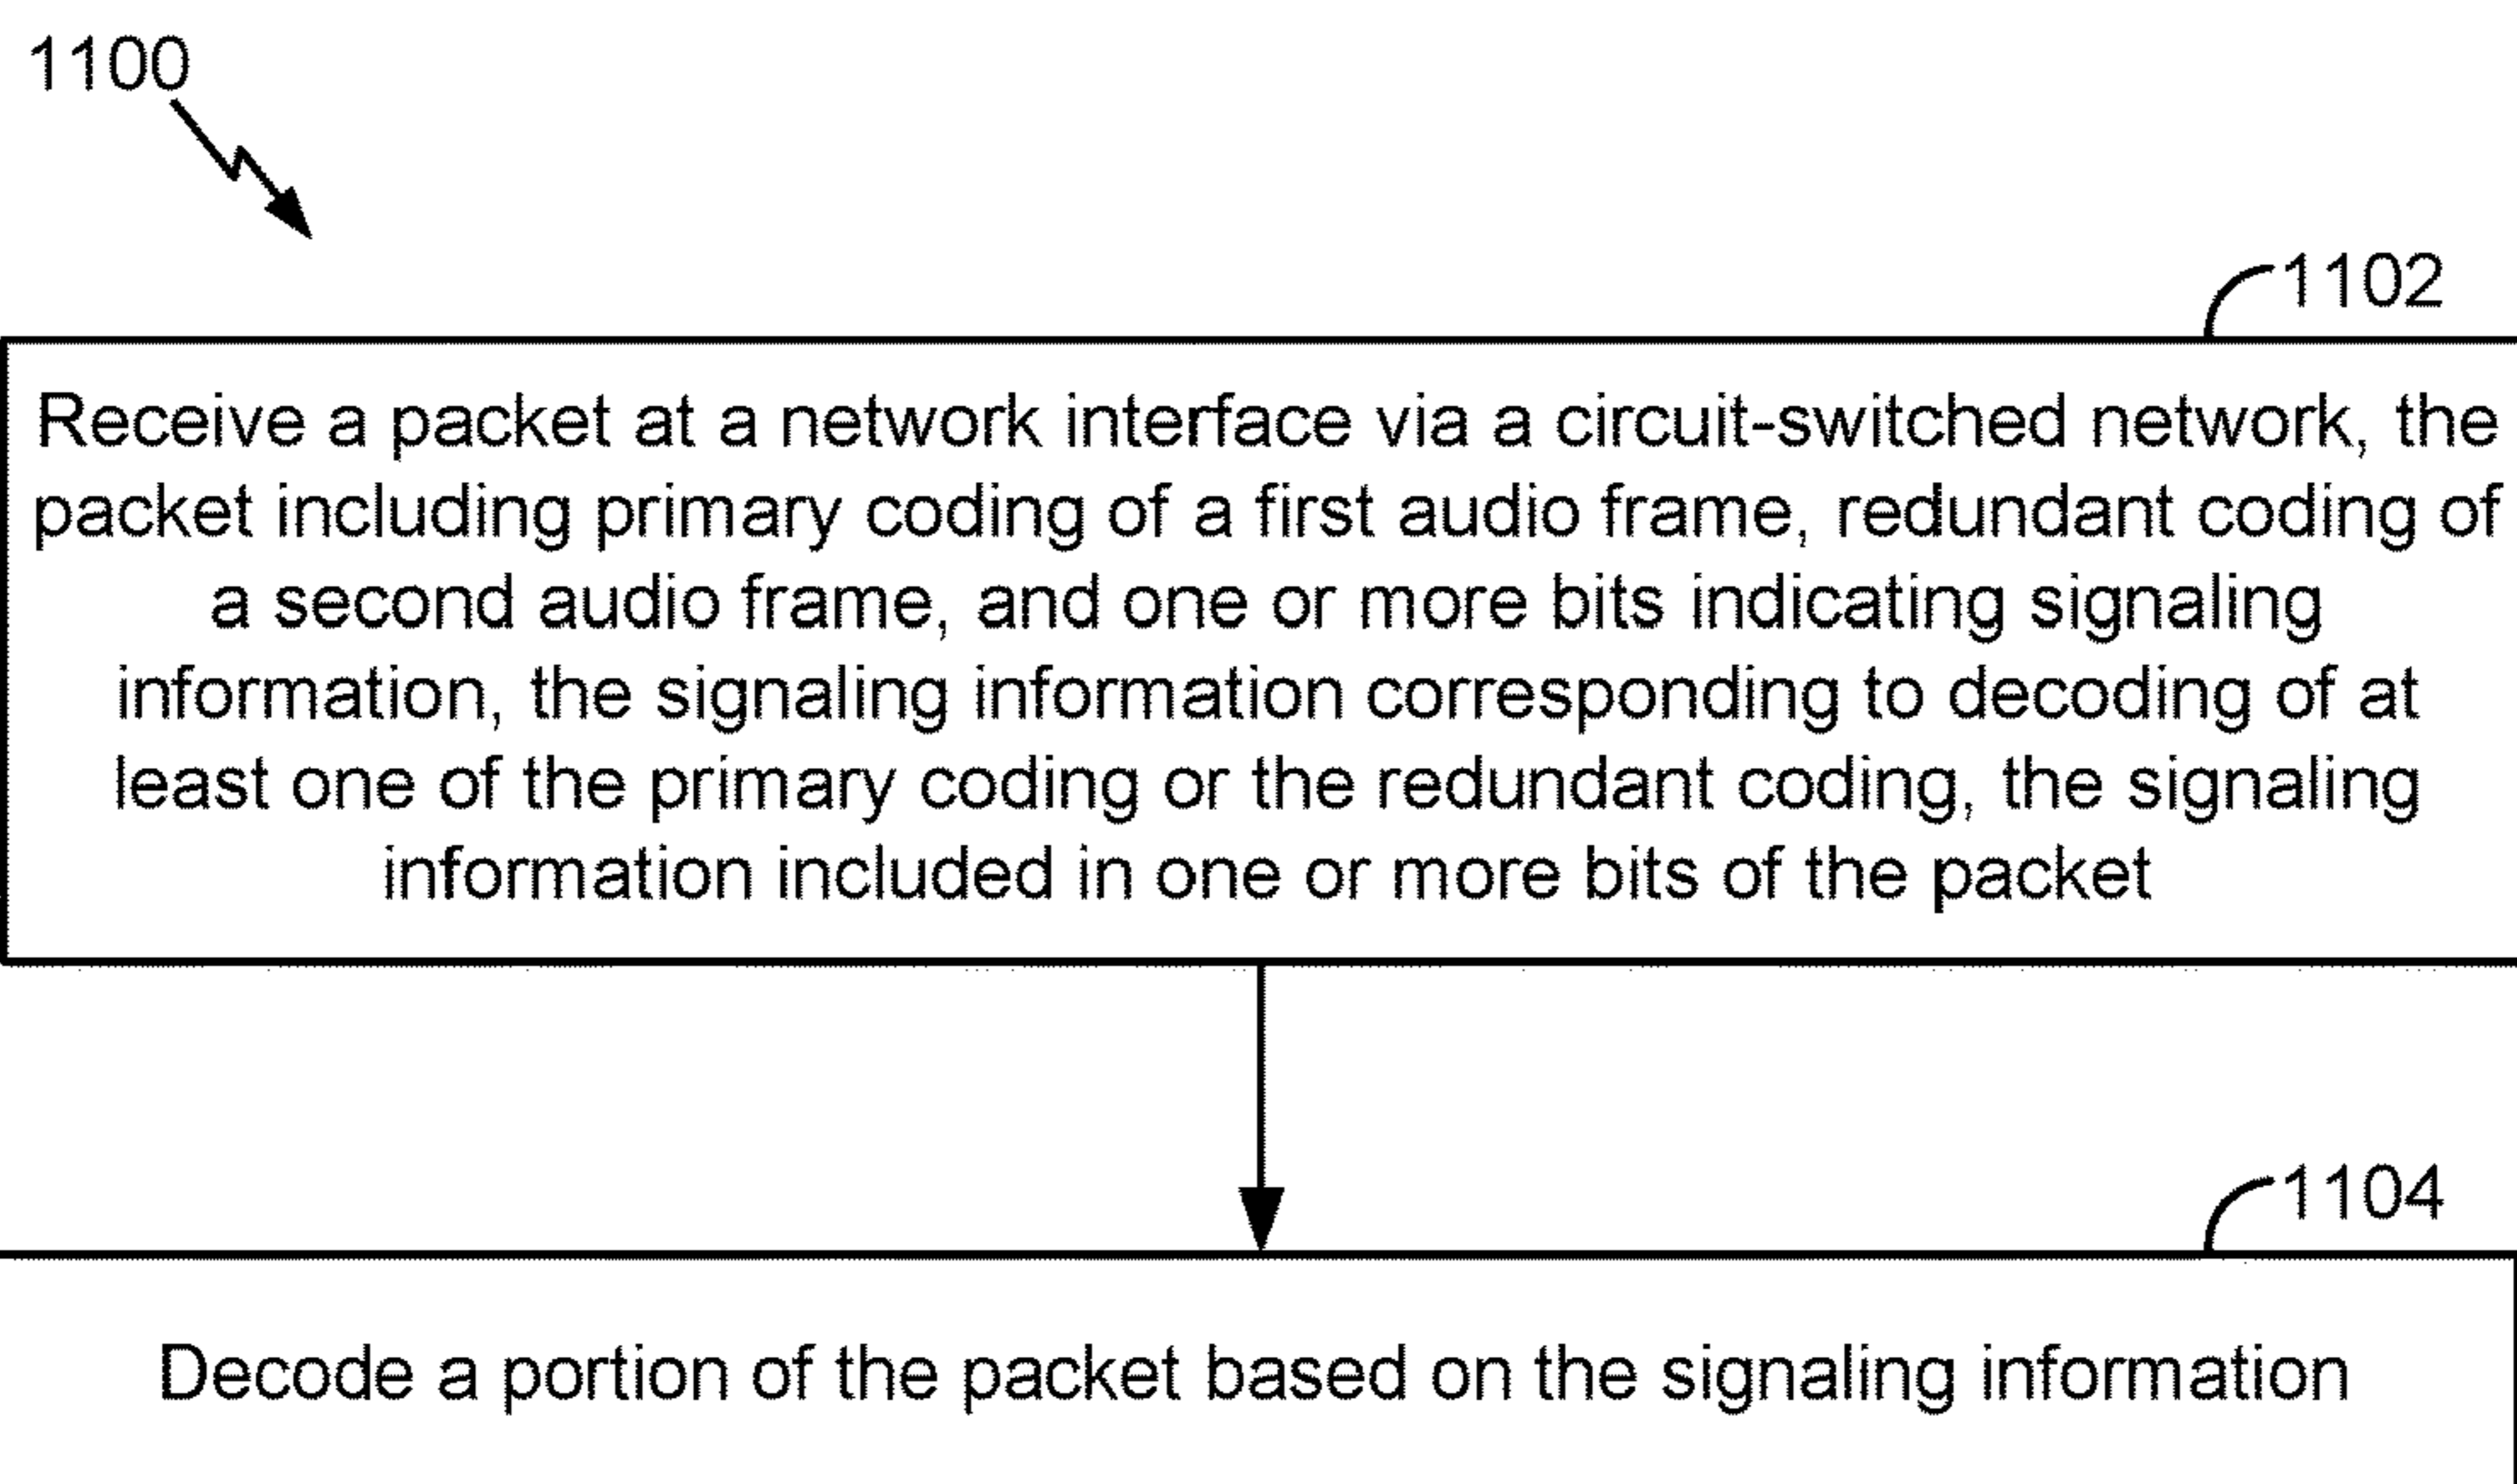 1100
1102
Receive a packet at a network interface via a circuit-switched network, the
packet including primary coding of a first audio frame, redundant coding of
a second audio frame, and one or more bits indicating signaling
information, the signaling information corresponding to decoding of at
least one of the primary coding or the redundant coding, the signaling
information included in one or more bits of the packet
1104
Decode a portion of the packet based on the signaling information